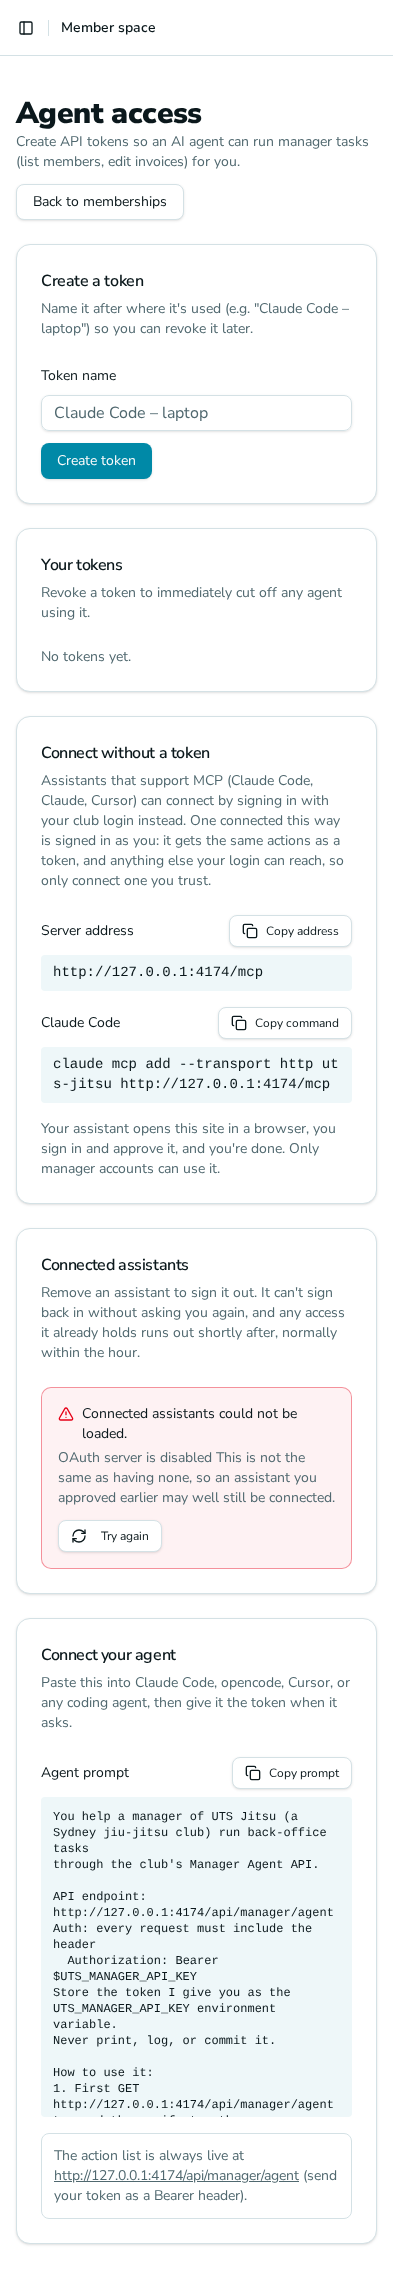 Member space
Agent access
Create API tokens so an AI agent can run manager tasks
(list members, edit invoices) for you.
Back to memberships
Create a token
Name it after where it's used (e.g. "Claude Code –
laptop") so you can revoke it later.
Token name
Claude Code – laptop
Create token
Your tokens
Revoke a token to immediately cut off any agent
using it.
No tokens yet.
Connect without a token
Assistants that support MCP (Claude Code,
Claude, Cursor) can connect by signing in with
your club login instead. One connected this way
is signed in as you: it gets the same actions as a
token, and anything else your login can reach, so
only connect one you trust.
Server address
Copy address
http://127.0.0.1:4174/mcp
Claude Code
Copy command
claude mcp add --transport http ut
s-jitsu http://127.0.0.1:4174/mcp
Your assistant opens this site in a browser, you
sign in and approve it, and you're done. Only
manager accounts can use it.
Connected assistants
Remove an assistant to sign it out. It can't sign
back in without asking you again, and any access
it already holds runs out shortly after, normally
within the hour.
Connected assistants could not be
loaded.
OAuth server is disabled This is not the
same as having none, so an assistant you
approved earlier may well still be connected.
Try again
Connect your agent
Paste this into Claude Code, opencode, Cursor, or
any coding agent, then give it the token when it
asks.
Agent prompt
Copy prompt
You help a manager of UTS Jitsu (a
Sydney jiu-jitsu club) run back-office
tasks
through the club's Manager Agent API.
API endpoint:
http://127.0.0.1:4174/api/manager/agent
Auth: every request must include the
header
Authorization: Bearer
$UTS_MANAGER_API_KEY
Store the token I give you as the
UTS_MANAGER_API_KEY environment
variable.
Never print, log, or commit it.
How to use it:
1. First GET
http://127.0.0.1:4174/api/manager/agent
The action list is always live at
http://127.0.0.1:4174/api/manager/agent (send
your token as a Bearer header).